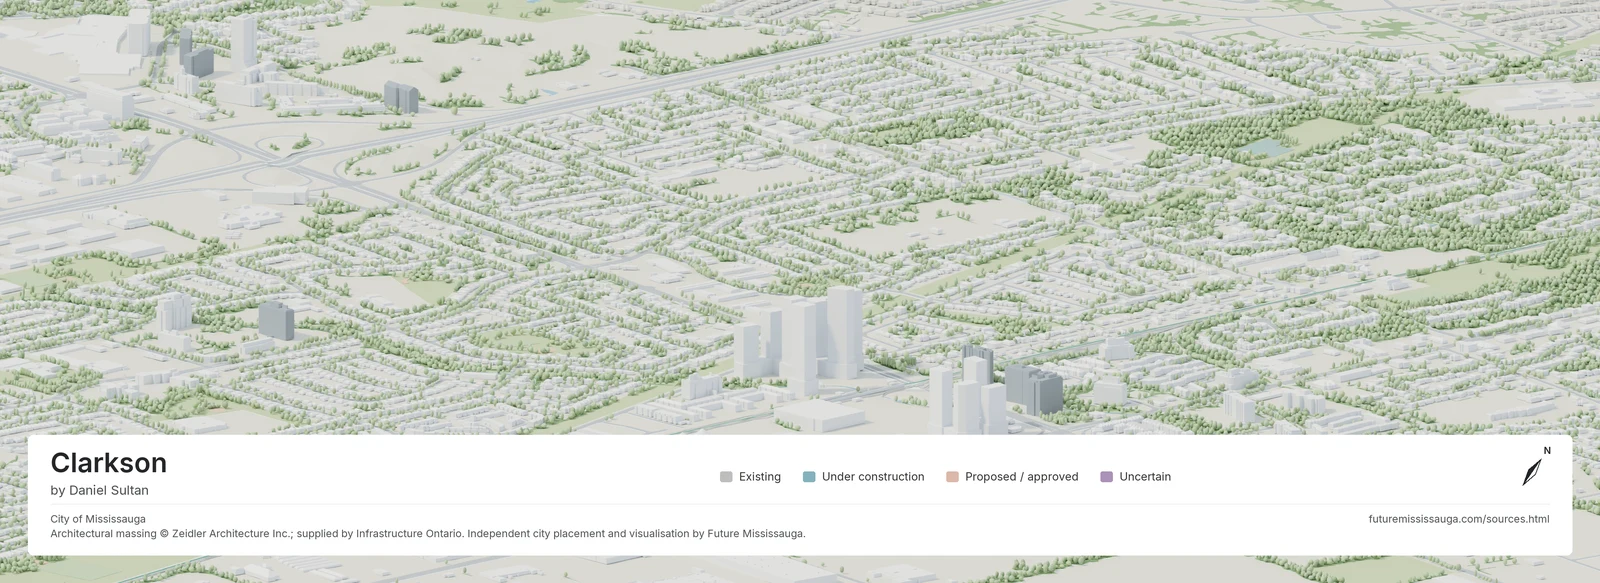 Clarkson
by Daniel Sultan
Existing
Under construction
Proposed / approved
Uncertain
N
City of Mississauga
Architectural massing © Zeidler Architecture Inc.; supplied by Infrastructure Ontario. Independent city placement and visualisation by Future Mississauga.
futuremississauga.com/sources.html